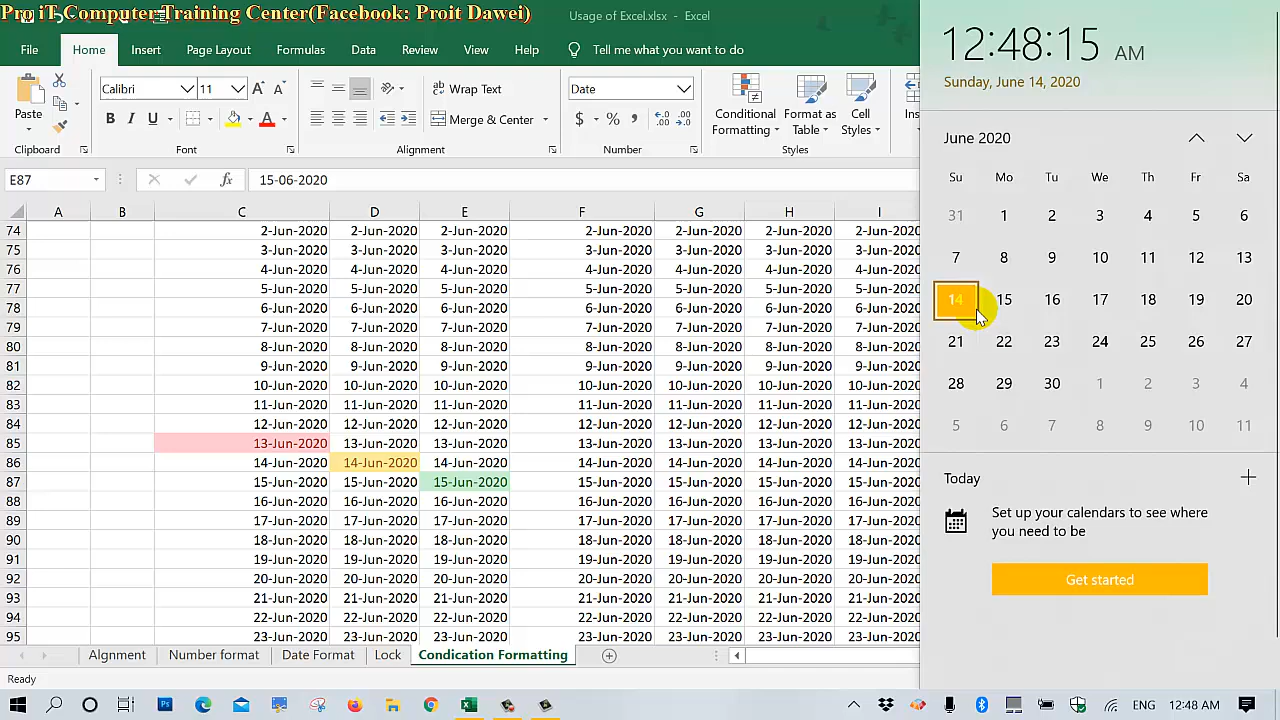 Pro iT Computer Training Center(Facebook: Proit Dawei)
Usage of Excel.xlsx - Excel
File Home Insert Page Layout Formulas Data Review View Help Tell me what you want to do
Paste
Calibri 11
B I U
Wrap Text
Merge & Center
Date
$ % ,
Conditional Formatting
Format as Table
Cell Styles
Ins
Clipboard Font Alignment Number Styles
E87 fx 15-06-2020
A B C D E F G H I
74 2-Jun-2020 2-Jun-2020 2-Jun-2020 2-Jun-2020 2-Jun-2020 2-Jun-2020 2-Jun-2020
75 3-Jun-2020 3-Jun-2020 3-Jun-2020 3-Jun-2020 3-Jun-2020 3-Jun-2020 3-Jun-2020
76 4-Jun-2020 4-Jun-2020 4-Jun-2020 4-Jun-2020 4-Jun-2020 4-Jun-2020 4-Jun-2020
77 5-Jun-2020 5-Jun-2020 5-Jun-2020 5-Jun-2020 5-Jun-2020 5-Jun-2020 5-Jun-2020
78 6-Jun-2020 6-Jun-2020 6-Jun-2020 6-Jun-2020 6-Jun-2020 6-Jun-2020 6-Jun-2020
79 7-Jun-2020 7-Jun-2020 7-Jun-2020 7-Jun-2020 7-Jun-2020 7-Jun-2020 7-Jun-2020
80 8-Jun-2020 8-Jun-2020 8-Jun-2020 8-Jun-2020 8-Jun-2020 8-Jun-2020 8-Jun-2020
81 9-Jun-2020 9-Jun-2020 9-Jun-2020 9-Jun-2020 9-Jun-2020 9-Jun-2020 9-Jun-2020
82 10-Jun-2020 10-Jun-2020 10-Jun-2020 10-Jun-2020 10-Jun-2020 10-Jun-2020 10-Jun-2020
83 11-Jun-2020 11-Jun-2020 11-Jun-2020 11-Jun-2020 11-Jun-2020 11-Jun-2020 11-Jun-2020
84 12-Jun-2020 12-Jun-2020 12-Jun-2020 12-Jun-2020 12-Jun-2020 12-Jun-2020 12-Jun-2020
85 13-Jun-2020 13-Jun-2020 13-Jun-2020 13-Jun-2020 13-Jun-2020 13-Jun-2020 13-Jun-2020
86 14-Jun-2020 14-Jun-2020 14-Jun-2020 14-Jun-2020 14-Jun-2020 14-Jun-2020 14-Jun-2020
87 15-Jun-2020 15-Jun-2020 15-Jun-2020 15-Jun-2020 15-Jun-2020 15-Jun-2020 15-Jun-2020
88 16-Jun-2020 16-Jun-2020 16-Jun-2020 16-Jun-2020 16-Jun-2020 16-Jun-2020 16-Jun-2020
89 17-Jun-2020 17-Jun-2020 17-Jun-2020 17-Jun-2020 17-Jun-2020 17-Jun-2020 17-Jun-2020
90 18-Jun-2020 18-Jun-2020 18-Jun-2020 18-Jun-2020 18-Jun-2020 18-Jun-2020 18-Jun-2020
91 19-Jun-2020 19-Jun-2020 19-Jun-2020 19-Jun-2020 19-Jun-2020 19-Jun-2020 19-Jun-2020
92 20-Jun-2020 20-Jun-2020 20-Jun-2020 20-Jun-2020 20-Jun-2020 20-Jun-2020 20-Jun-2020
93 21-Jun-2020 21-Jun-2020 21-Jun-2020 21-Jun-2020 21-Jun-2020 21-Jun-2020 21-Jun-2020
94 22-Jun-2020 22-Jun-2020 22-Jun-2020 22-Jun-2020 22-Jun-2020 22-Jun-2020 22-Jun-2020
95 23-Jun-2020 23-Jun-2020 23-Jun-2020 23-Jun-2020 23-Jun-2020 23-Jun-2020 23-Jun-2020
Alignment Number format Date Format Lock Condication Formatting
Ready
12:48:15 AM
Sunday, June 14, 2020
June 2020
Su Mo Tu We Th Fr Sa
31 1 2 3 4 5 6
7 8 9 10 11 12 13
14 15 16 17 18 19 20
21 22 23 24 25 26 27
28 29 30 1 2 3 4
5 6 7 8 9 10 11
Today
Set up your calendars to see where
you need to be
Get started
ENG 12:48 AM